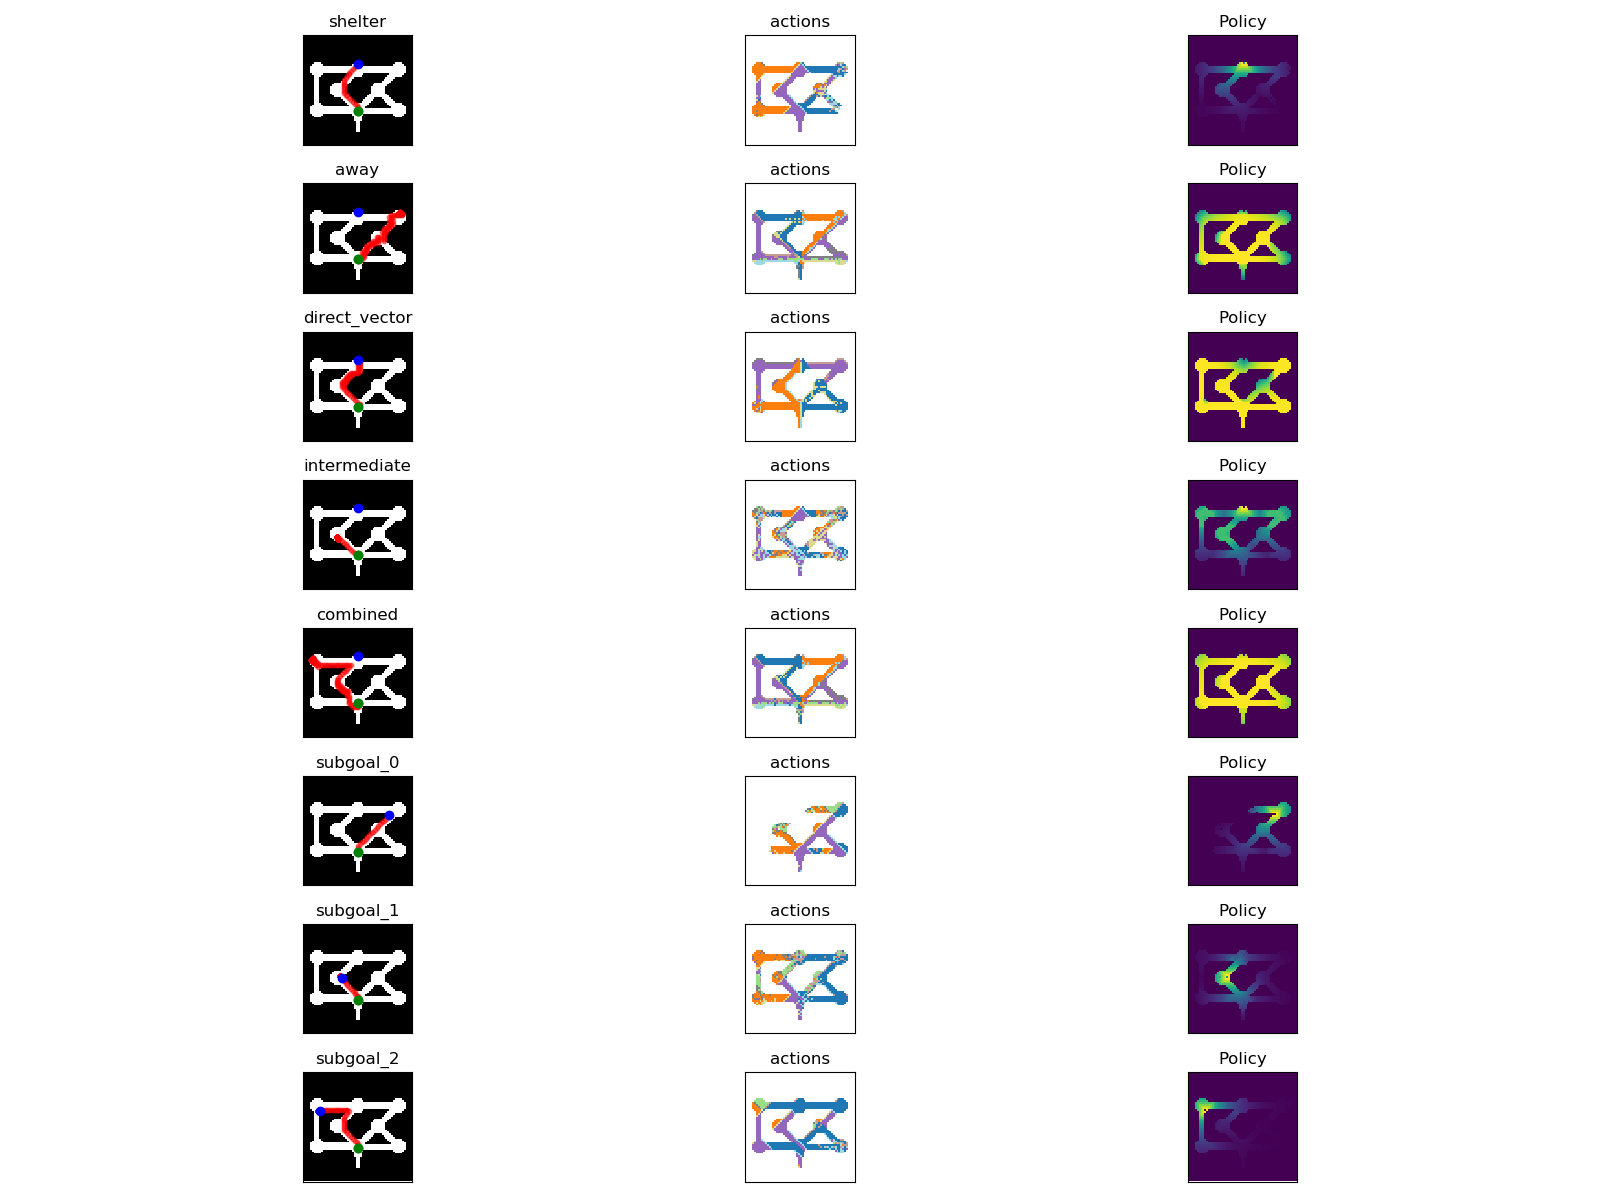 shelter actions Policy
away actions Policy
direct_vector actions Policy
intermediate actions Policy
combined actions Policy
subgoal_0 actions Policy
subgoal_1 actions Policy
subgoal_2 actions Policy